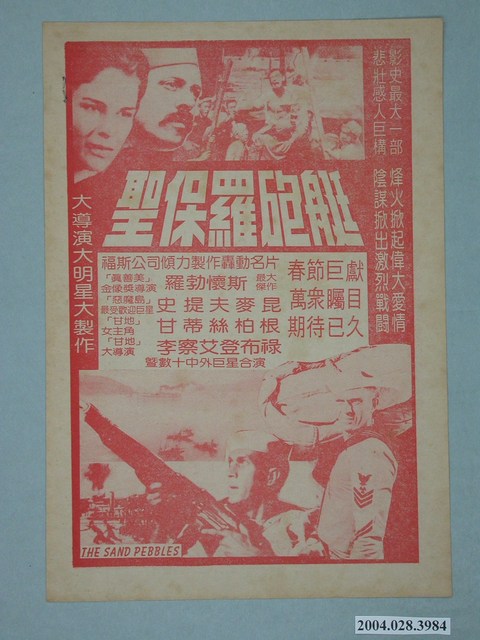 影史最大一部 烽火掀起偉大愛情
悲壯感人巨構 陰謀掀出激烈戰鬪
聖保羅砲艇
大導演大明星大製作
福斯公司傾力製作轟動名片
「真善美」金像獎導演 羅勃懷斯 最大傑作
「惡魔島」最受歡迎巨星 史提夫麥昆
「甘地」女主角 甘蒂絲柏根
「甘地」大導演 李察艾登布祿
暨數十中外巨星合演
春節巨獻
萬衆矚目
期待已久
THE SAND PEBBLES
2004.028.3984